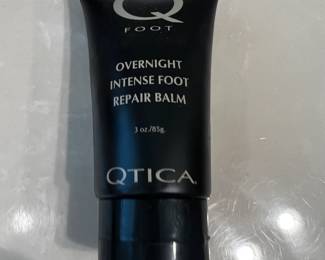 Q
FOOT
OVERNIGHT
INTENSE FOOT
REPAIR BALM
3 oz./85g.
QTICA